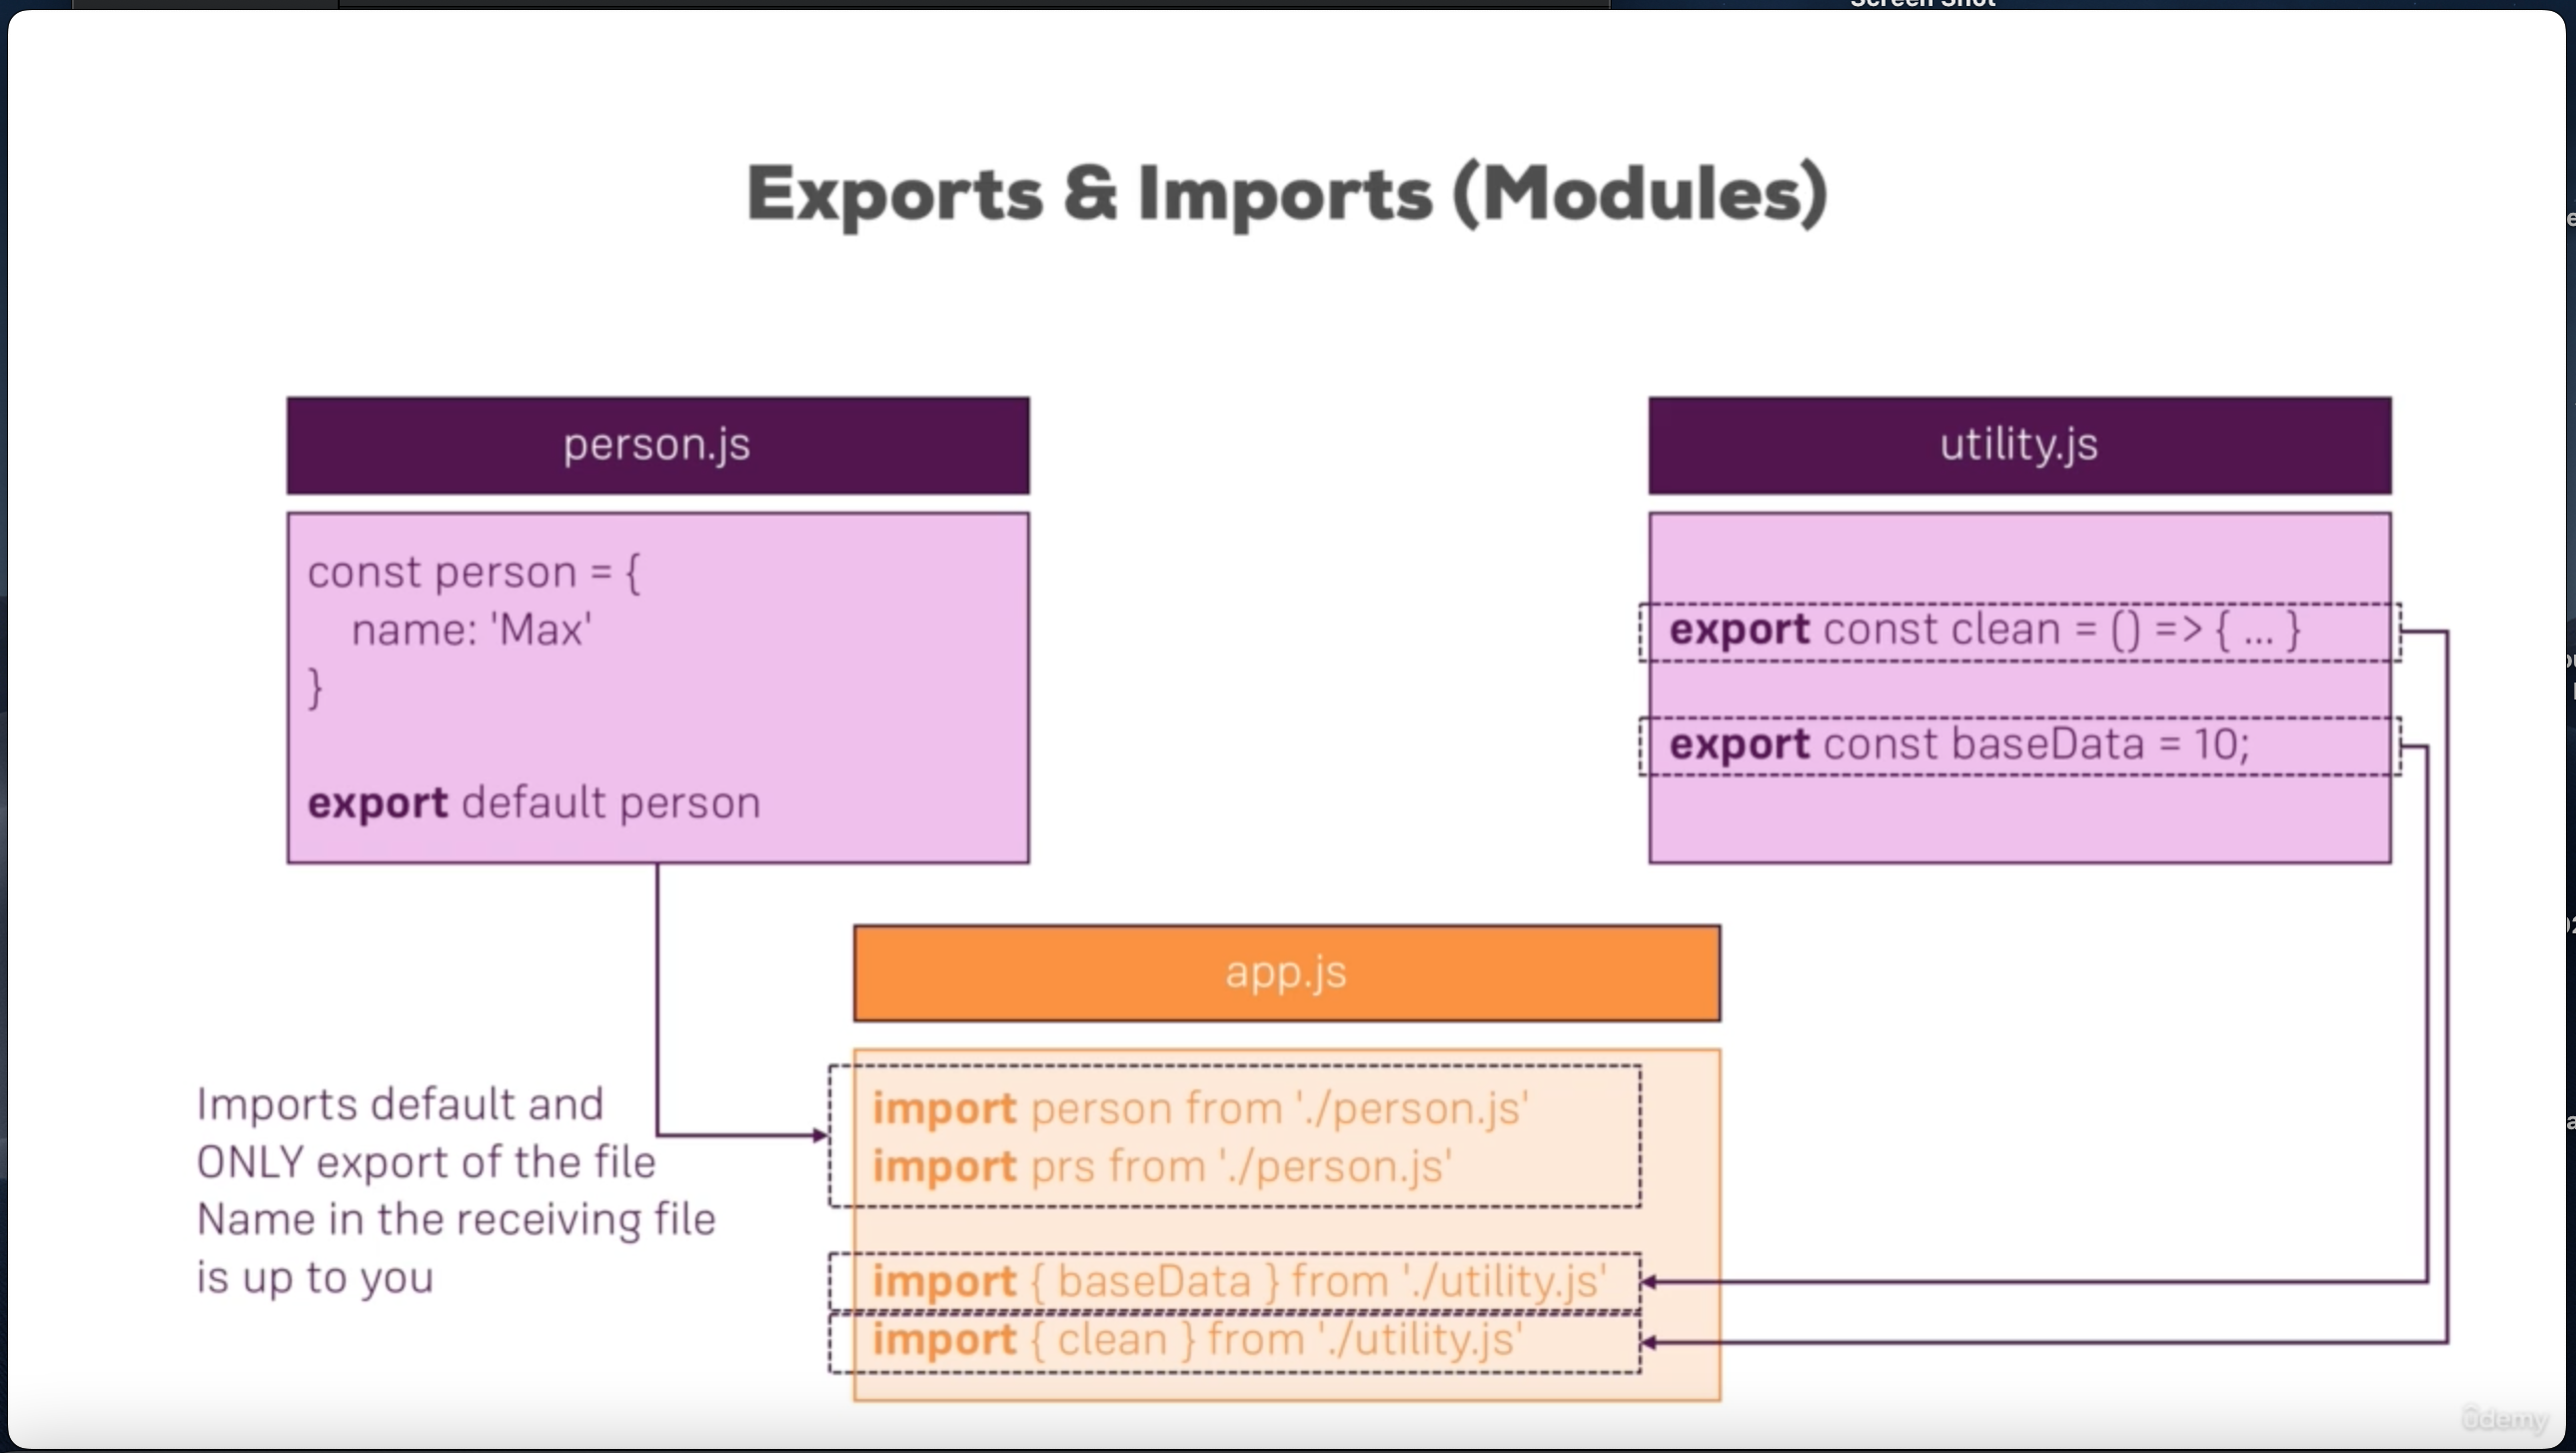 Screen Shot
Exports & Imports (Modules)
person.js
const person = {
name: 'Max'
}
export default person
utility.js
export const clean = () => { ... }
export const baseData = 10;
app.js
import person from './person.js'
import prs from './person.js'
import { baseData } from './utility.js'
import { clean } from './utility.js'
Imports default and
ONLY export of the file
Name in the receiving file
is up to you
ûdemy